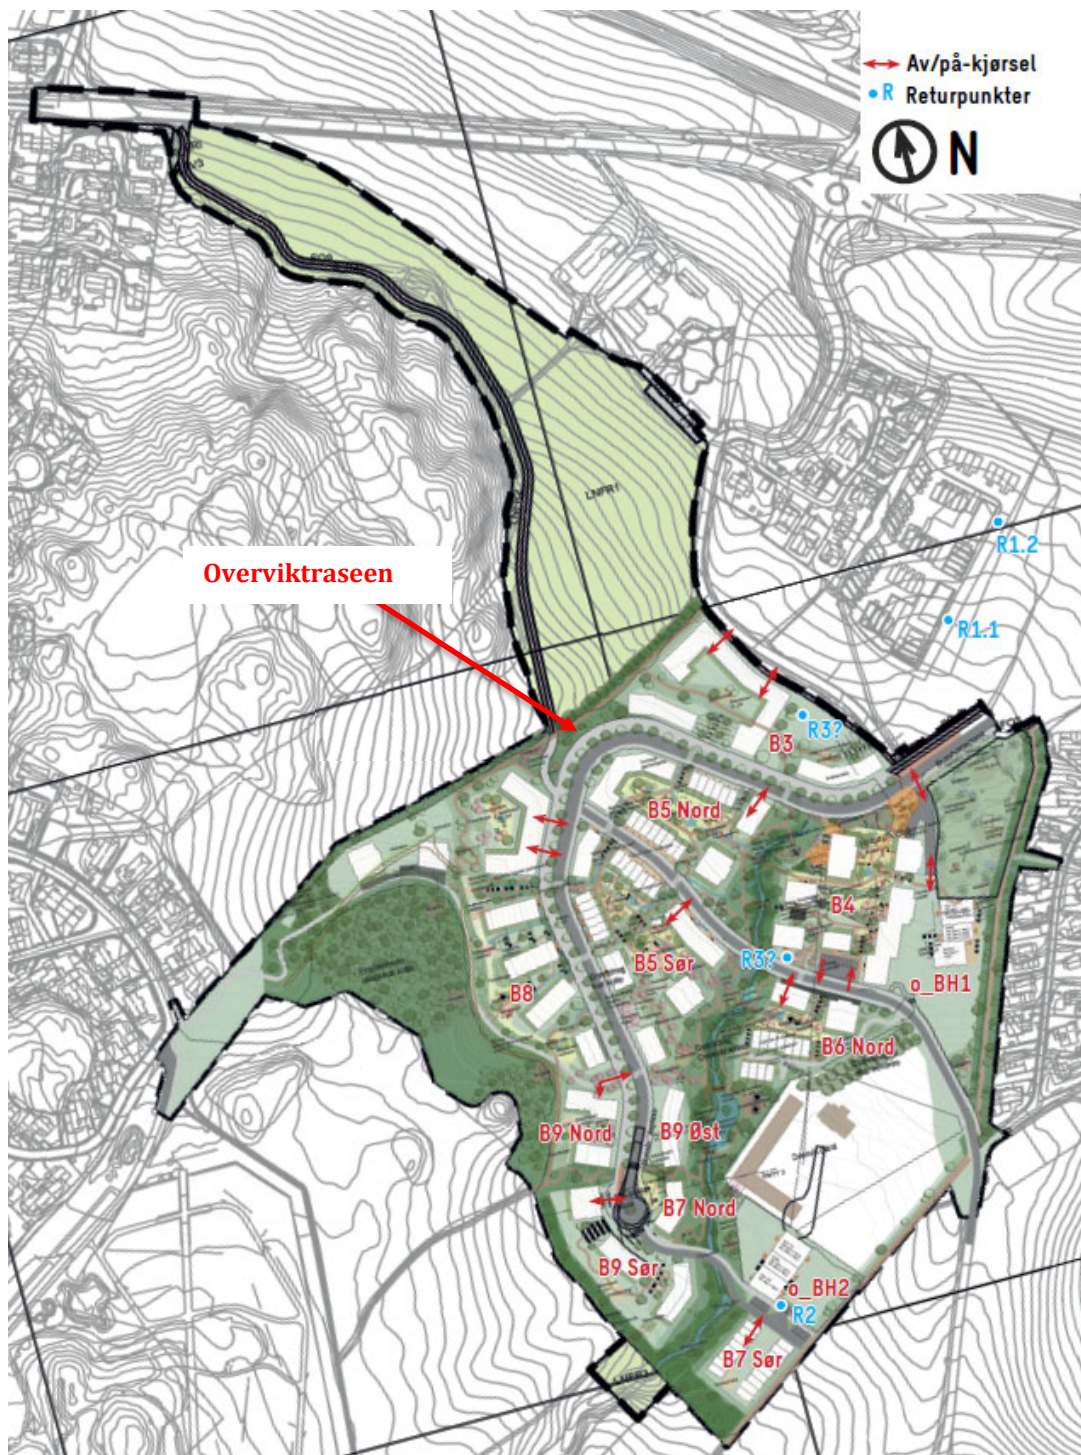 Av/på-kjørsel
R Returpunkter
N
LNFR1
R1.2
Overviktraseen
R1.1
R3?
B3
B5 Nord
B4
B5 Sør
R3?
o_BH1
B8
B6 Nord
B9 Nord
B9 Øst
B7 Nord
B9 Sør
o_BH2
R2
B7 Sør
LNFR2